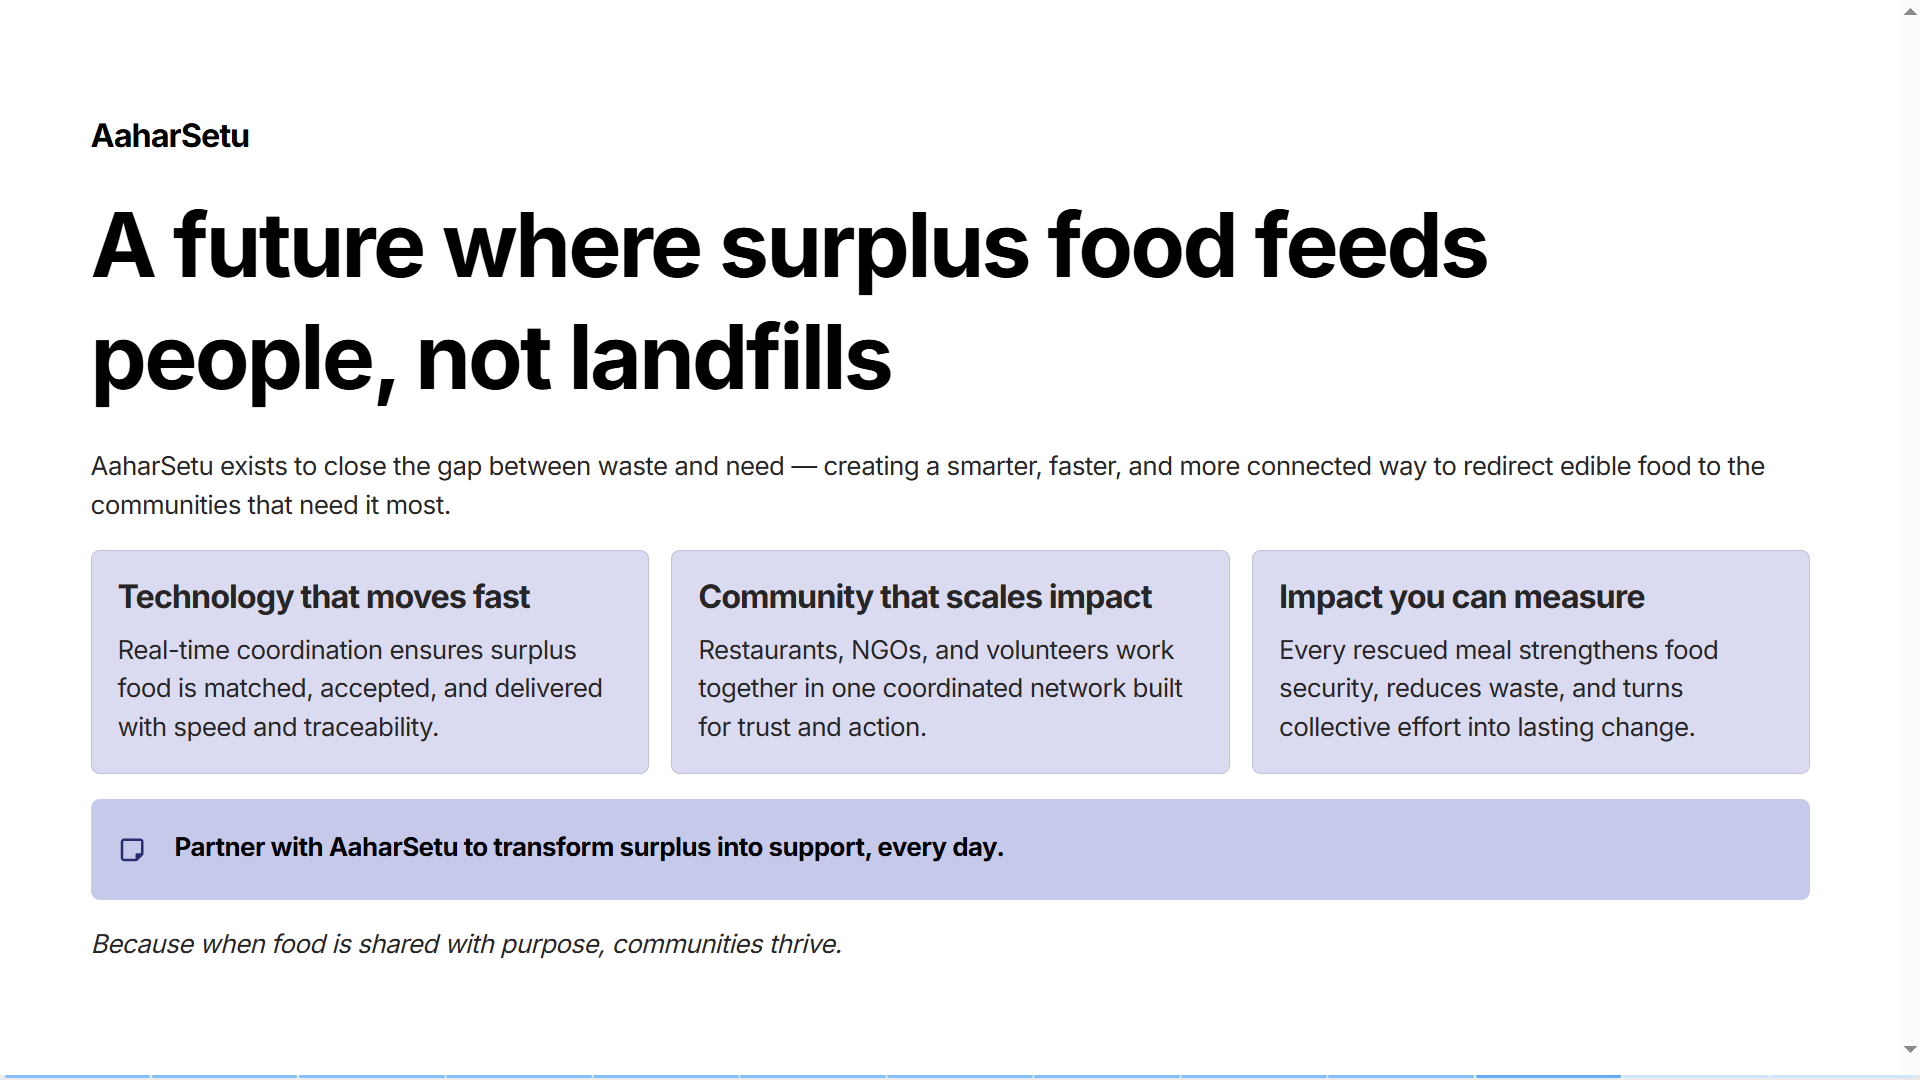 AaharSetu
A future where surplus food feeds
people, not landfills
AaharSetu exists to close the gap between waste and need — creating a smarter, faster, and more connected way to redirect edible food to the
communities that need it most.
Technology that moves fast
Real-time coordination ensures surplus
food is matched, accepted, and delivered
with speed and traceability.
Community that scales impact
Restaurants, NGOs, and volunteers work
together in one coordinated network built
for trust and action.
Impact you can measure
Every rescued meal strengthens food
security, reduces waste, and turns
collective effort into lasting change.
Partner with AaharSetu to transform surplus into support, every day.
Because when food is shared with purpose, communities thrive.